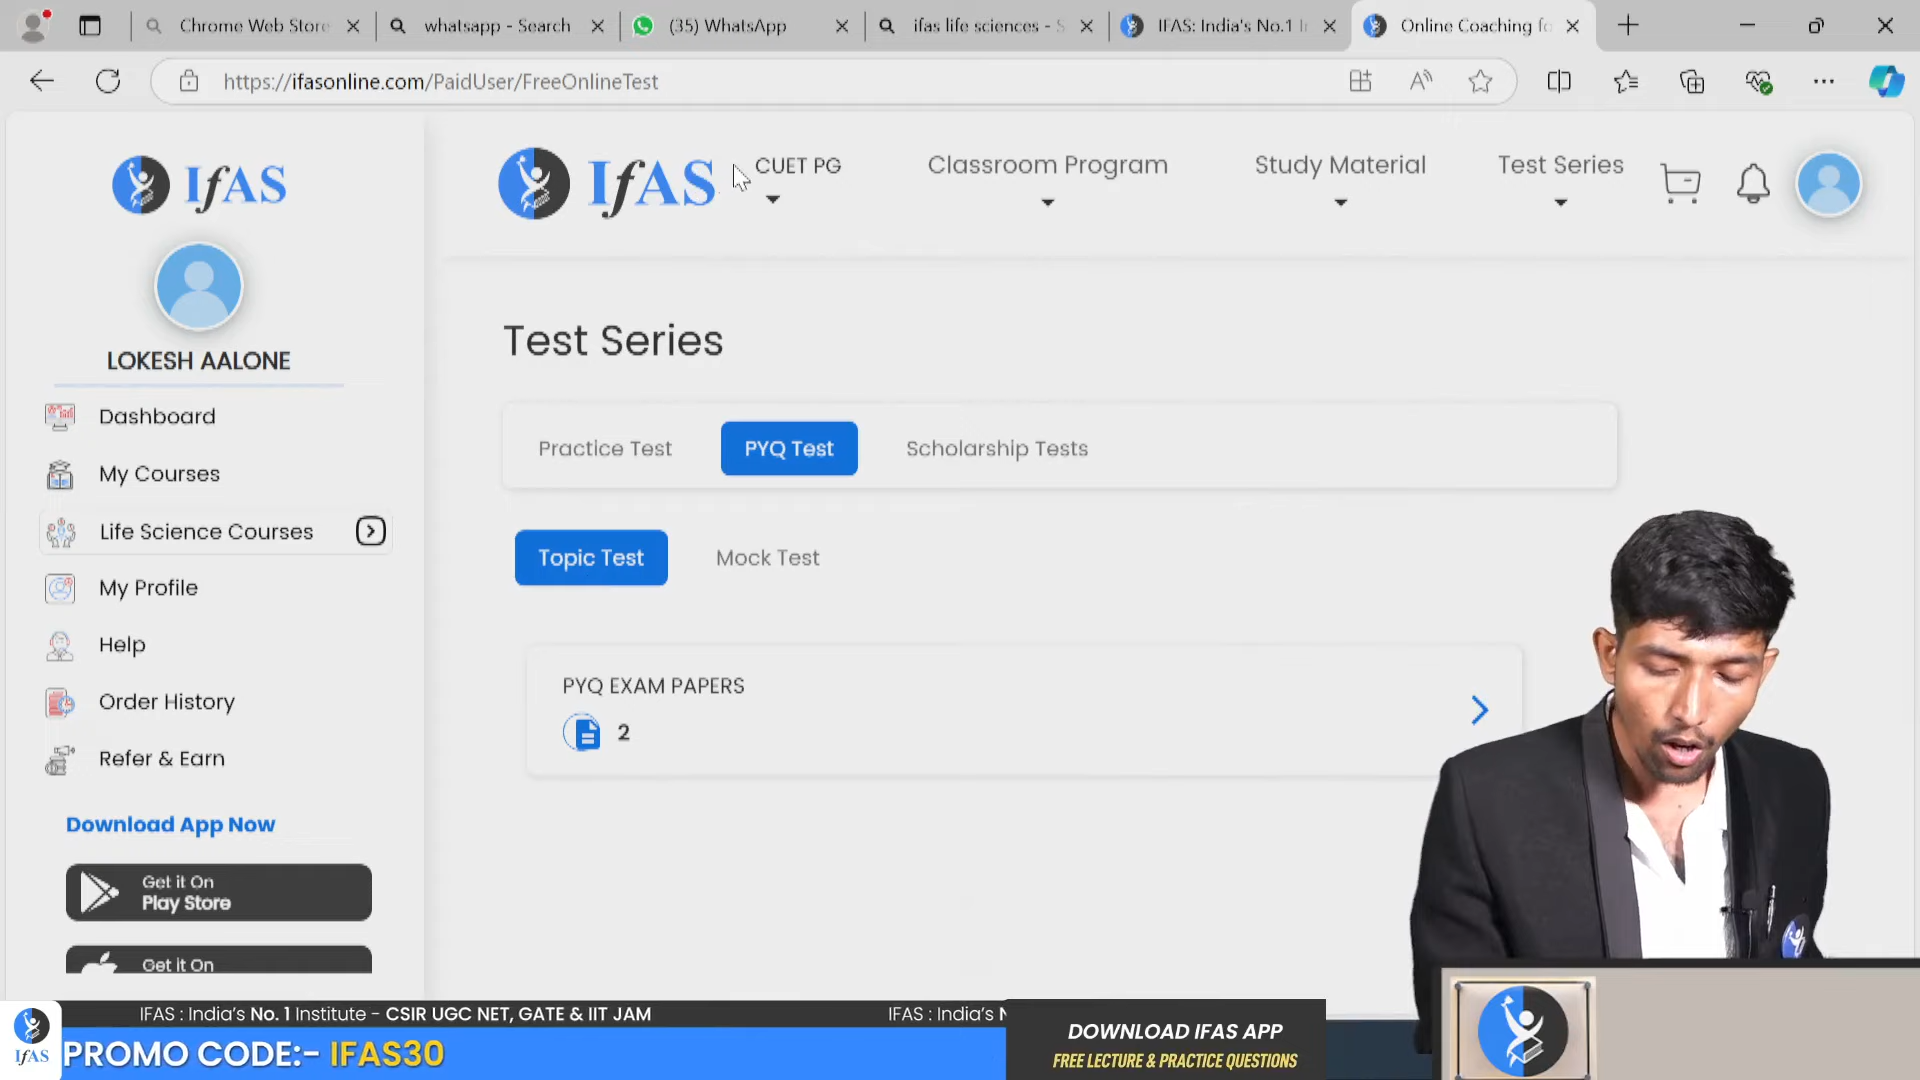 Chrome Web Store
whatsapp - Search
(35) WhatsApp
ifas life sciences - S
IFAS: India's No.1 I
Online Coaching fo
https://ifasonline.com/PaidUser/FreeOnlineTest
IfAS
IfAS
CUET PG
Classroom Program
Study Material
Test Series
LOKESH AALONE
Dashboard
My Courses
Life Science Courses
My Profile
Help
Order History
Refer & Earn
Download App Now
Get it On
Play Store
Get it On
Test Series
Practice Test
PYQ Test
Scholarship Tests
Topic Test
Mock Test
PYQ EXAM PAPERS
2
IFAS : India's No. 1 Institute - CSIR UGC NET, GATE & IIT JAM
IFAS : India's N
IfAS
PROMO CODE:- IFAS30
DOWNLOAD IFAS APP
FREE LECTURE & PRACTICE QUESTIONS